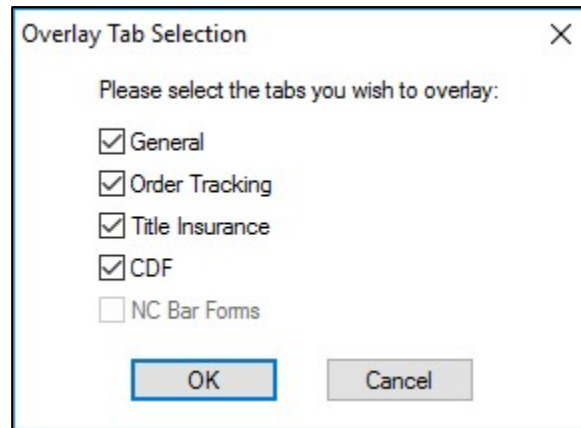 Overlay Tab Selection
Please select the tabs you wish to overlay:
General
Order Tracking
Title Insurance
CDF
NC Bar Forms
OK Cancel